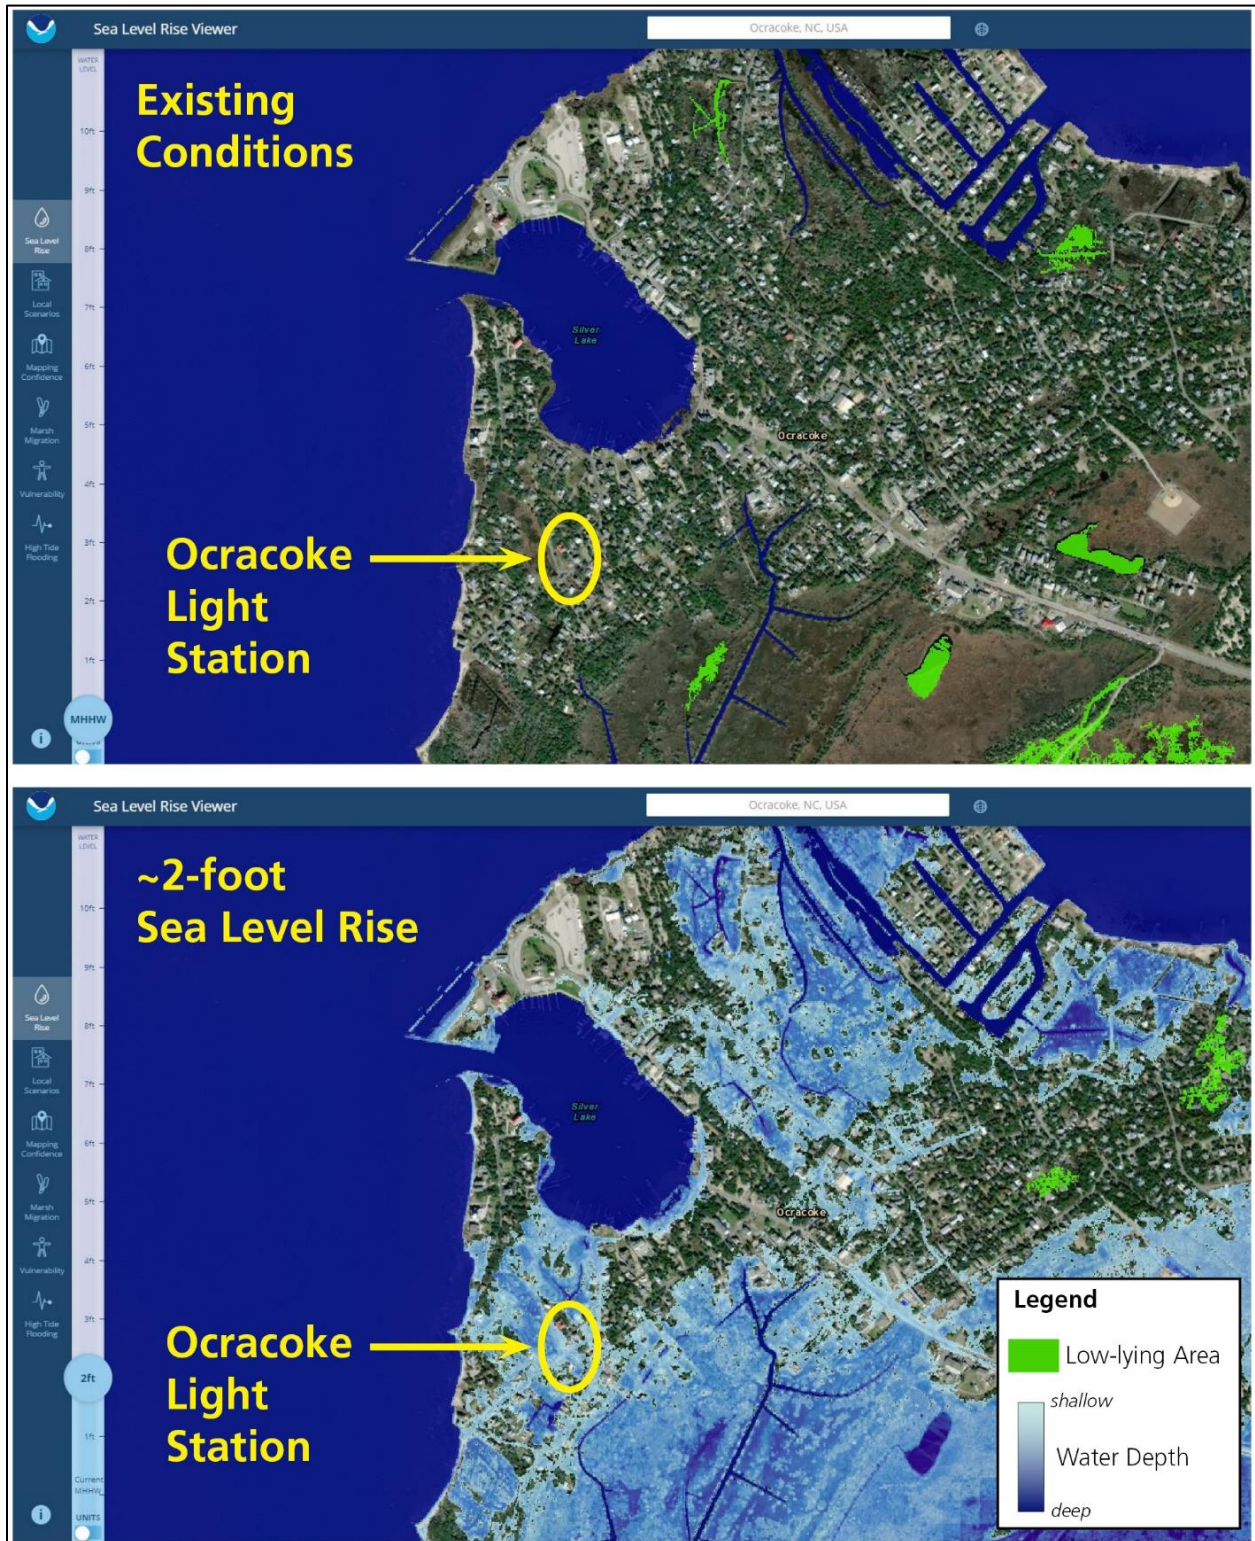 Sea Level Rise Viewer
Ocracoke, NC, USA
WATER
LEVEL
Existing
Conditions
10ft
9ft
8ft
7ft
6ft
5ft
4ft
3ft
2ft
1ft
Sea Level
Rise
Local
Scenarios
Mapping
Confidence
Marsh
Migration
Vulnerability
High Tide
Flooding
Silver
Lake
Ocracoke
Ocracoke
Light
Station
MHHW
i
Sea Level Rise Viewer
Ocracoke, NC, USA
WATER
LEVEL
~2-foot
Sea Level Rise
10ft
9ft
8ft
7ft
6ft
5ft
4ft
3ft
2ft
1ft
Current
MHHW
UNITS
Sea Level
Rise
Local
Scenarios
Mapping
Confidence
Marsh
Migration
Vulnerability
High Tide
Flooding
Silver
Lake
Ocracoke
Ocracoke
Light
Station
i
Legend
Low-lying Area
shallow
Water Depth
deep